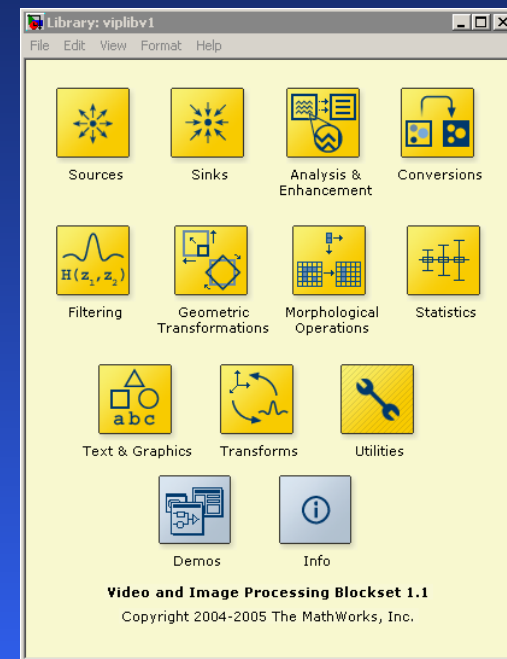 Library: viplibv1
File Edit View Format Help
Sources Sinks Analysis & Conversions
Enhancement
H(z1,z2)
Filtering Geometric Morphological Statistics
Transformations Operations
abc
Text & Graphics Transforms Utilities
Demos Info
Video and Image Processing Blockset 1.1
Copyright 2004-2005 The MathWorks, Inc.